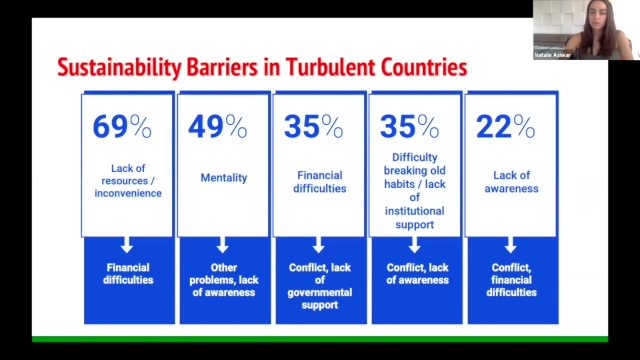 Natalie Ashkar
Sustainability Barriers in Turbulent Countries
69%
Lack of
resources /
inconvenience
Financial
difficulties
49%
Mentality
Other
problems, lack
of awareness
35%
Financial
difficulties
Conflict, lack
of
governmental
support
35%
Difficulty
breaking old
habits / lack
of
institutional
support
Conflict, lack
of awareness
22%
Lack of
awareness
Conflict,
financial
difficulties